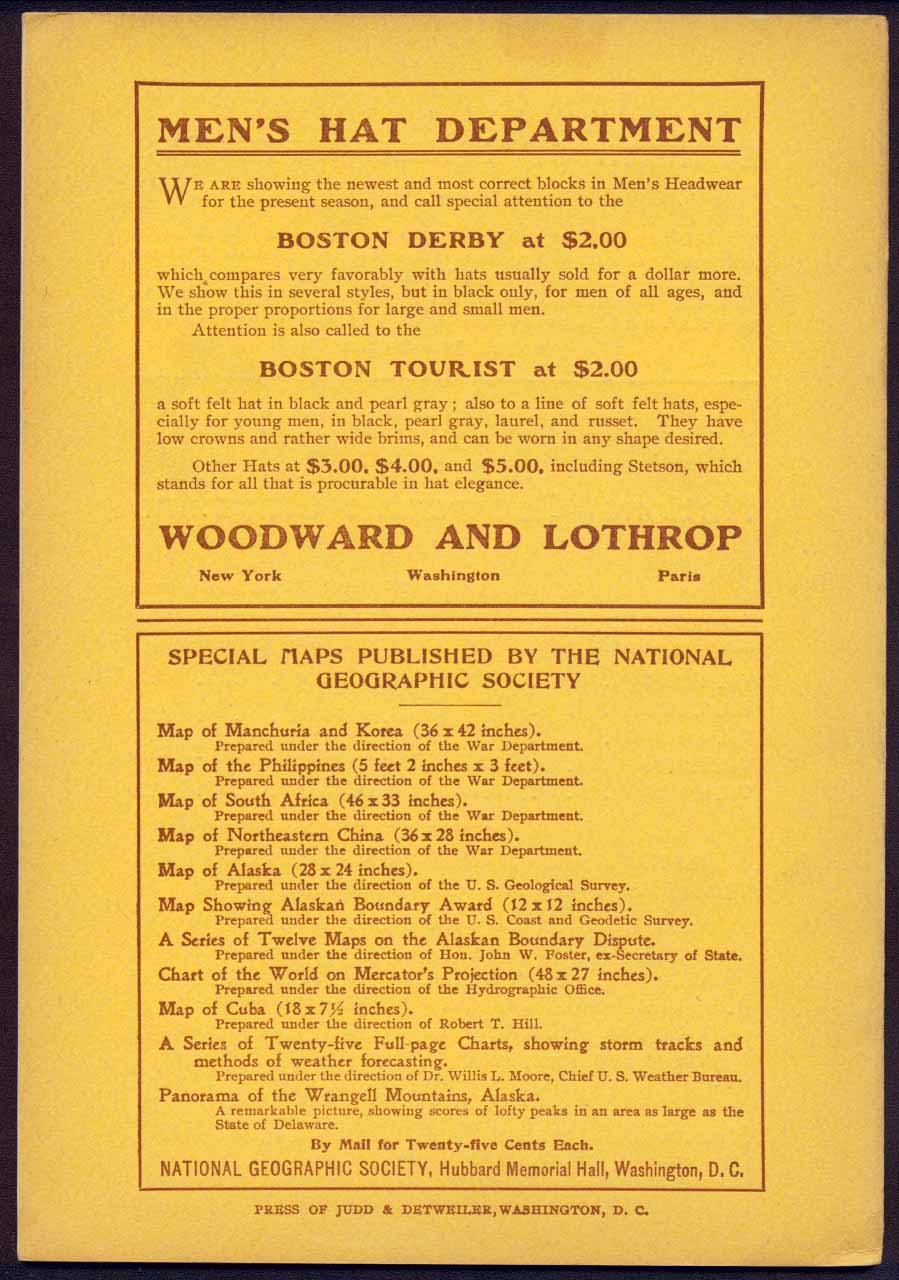 MEN'S HAT DEPARTMENT
WE ARE showing the newest and most correct blocks in Men's Headwear
for the present season, and call special attention to the
BOSTON DERBY at $2.00
which compares very favorably with hats usually sold for a dollar more.
We show this in several styles, but in black only, for men of all ages, and
in the proper proportions for large and small men.
Attention is also called to the
BOSTON TOURIST at $2.00
a soft felt hat in black and pearl gray; also to a line of soft felt hats, espe-
cially for young men, in black, pearl gray, laurel, and russet. They have
low crowns and rather wide brims, and can be worn in any shape desired.
Other Hats at $3.00, $4.00, and $5.00, including Stetson, which
stands for all that is procurable in hat elegance.
WOODWARD AND LOTHROP
New York Washington Paris
SPECIAL MAPS PUBLISHED BY THE NATIONAL
GEOGRAPHIC SOCIETY
Map of Manchuria and Korea (36 x 42 inches).
Prepared under the direction of the War Department.
Map of the Philippines (5 feet 2 inches x 3 feet).
Prepared under the direction of the War Department.
Map of South Africa (46 x 33 inches).
Prepared under the direction of the War Department.
Map of Northeastern China (36 x 28 inches).
Prepared under the direction of the War Department.
Map of Alaska (28 x 24 inches).
Prepared under the direction of the U. S. Geological Survey.
Map Showing Alaskan Boundary Award (12 x 12 inches).
Prepared under the direction of the U. S. Coast and Geodetic Survey.
A Series of Twelve Maps on the Alaskan Boundary Dispute.
Prepared under the direction of Hon. John W. Foster, ex-Secretary of State.
Chart of the World on Mercator's Projection (48 x 27 inches).
Prepared under the direction of the Hydrographic Office.
Map of Cuba (18 x 7½ inches).
Prepared under the direction of Robert T. Hill.
A Series of Twenty-five Full-page Charts, showing storm tracks and
methods of weather forecasting.
Prepared under the direction of Dr. Willis L. Moore, Chief U. S. Weather Bureau.
Panorama of the Wrangell Mountains, Alaska.
A remarkable picture, showing scores of lofty peaks in an area as large as the
State of Delaware.
By Mail for Twenty-five Cents Each.
NATIONAL GEOGRAPHIC SOCIETY, Hubbard Memorial Hall, Washington, D. C.
PRESS OF JUDD & DETWEILER, WASHINGTON, D. C.